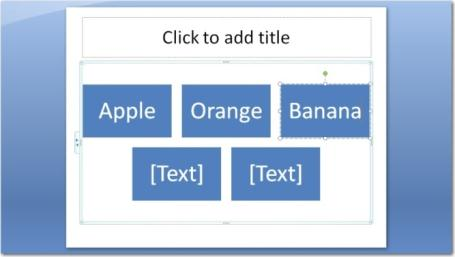 Click to add title
Apple Orange Banana
[Text] [Text]